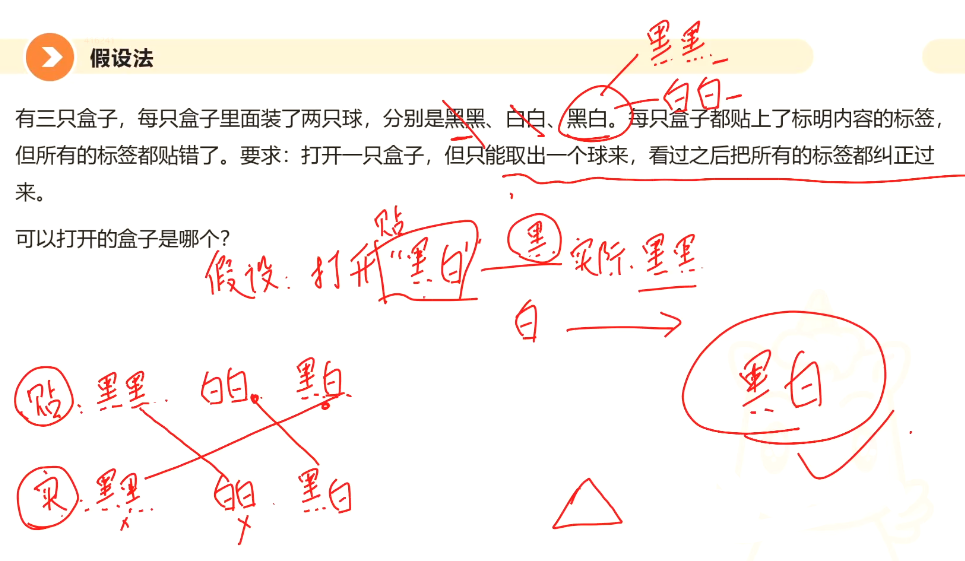 假设法
黑黑
白白
有三只盒子，每只盒子里面装了两只球，分别是黑黑、白白、黑白。每只盒子都贴上了标明内容的标签，
但所有的标签都贴错了。要求：打开一只盒子，但只能取出一个球来，看过之后把所有的标签都纠正过
来。
可以打开的盒子是哪个？
贴
假设：打开“黑白” 黑 实际：黑黑
白
黑白
贴：黑黑 白白 黑白
实：黑黑 白白 黑白